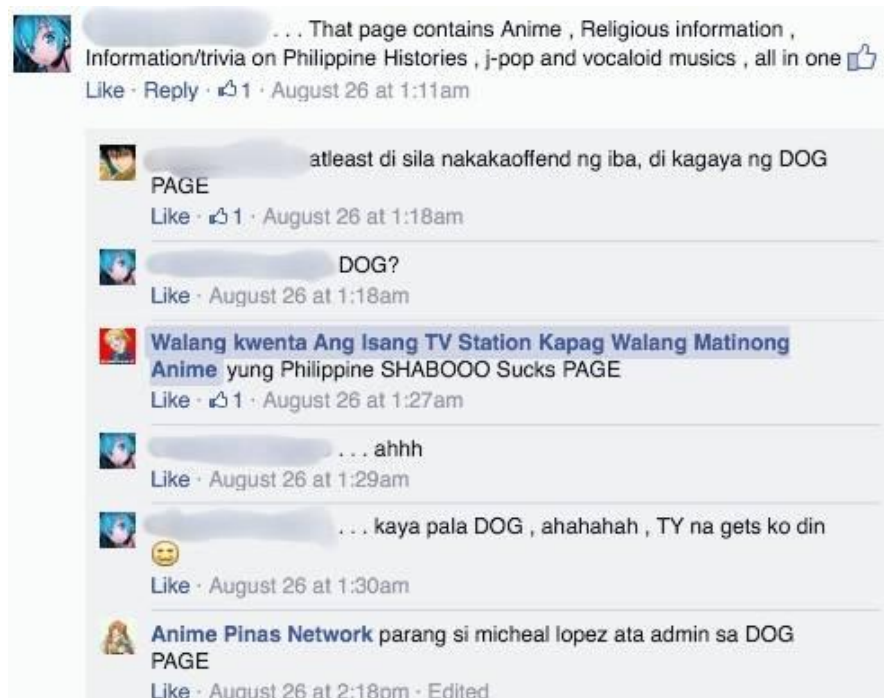 . . . That page contains Anime , Religious information ,
Information/trivia on Philippine Histories , j-pop and vocaloid musics , all in one
Like · Reply · 1 · August 26 at 1:11am
atleast di sila nakakaoffend ng iba, di kagaya ng DOG
PAGE
Like · 1 · August 26 at 1:18am
DOG?
Like · August 26 at 1:18am
Walang kwenta Ang Isang TV Station Kapag Walang Matinong
Anime yung Philippine SHABOOO Sucks PAGE
Like · 1 · August 26 at 1:27am
. . . ahhh
Like · August 26 at 1:29am
. . . kaya pala DOG , ahahahah , TY na gets ko din
Like · August 26 at 1:30am
Anime Pinas Network parang si micheal lopez ata admin sa DOG
PAGE
Like · August 26 at 2:18pm · Edited